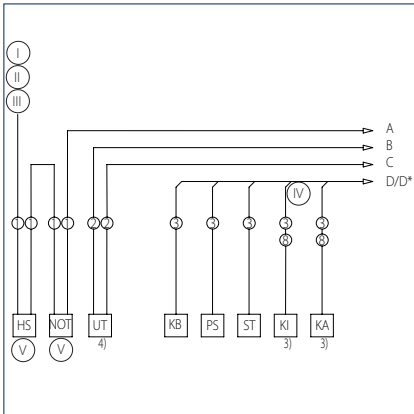 I
II
III
A
B
C
D/D*
IV
1 1 1 1 2 2 3 3 3 3 3
8 8
HS NOT UT KB PS ST KI KA
4) 3) 3)
V V